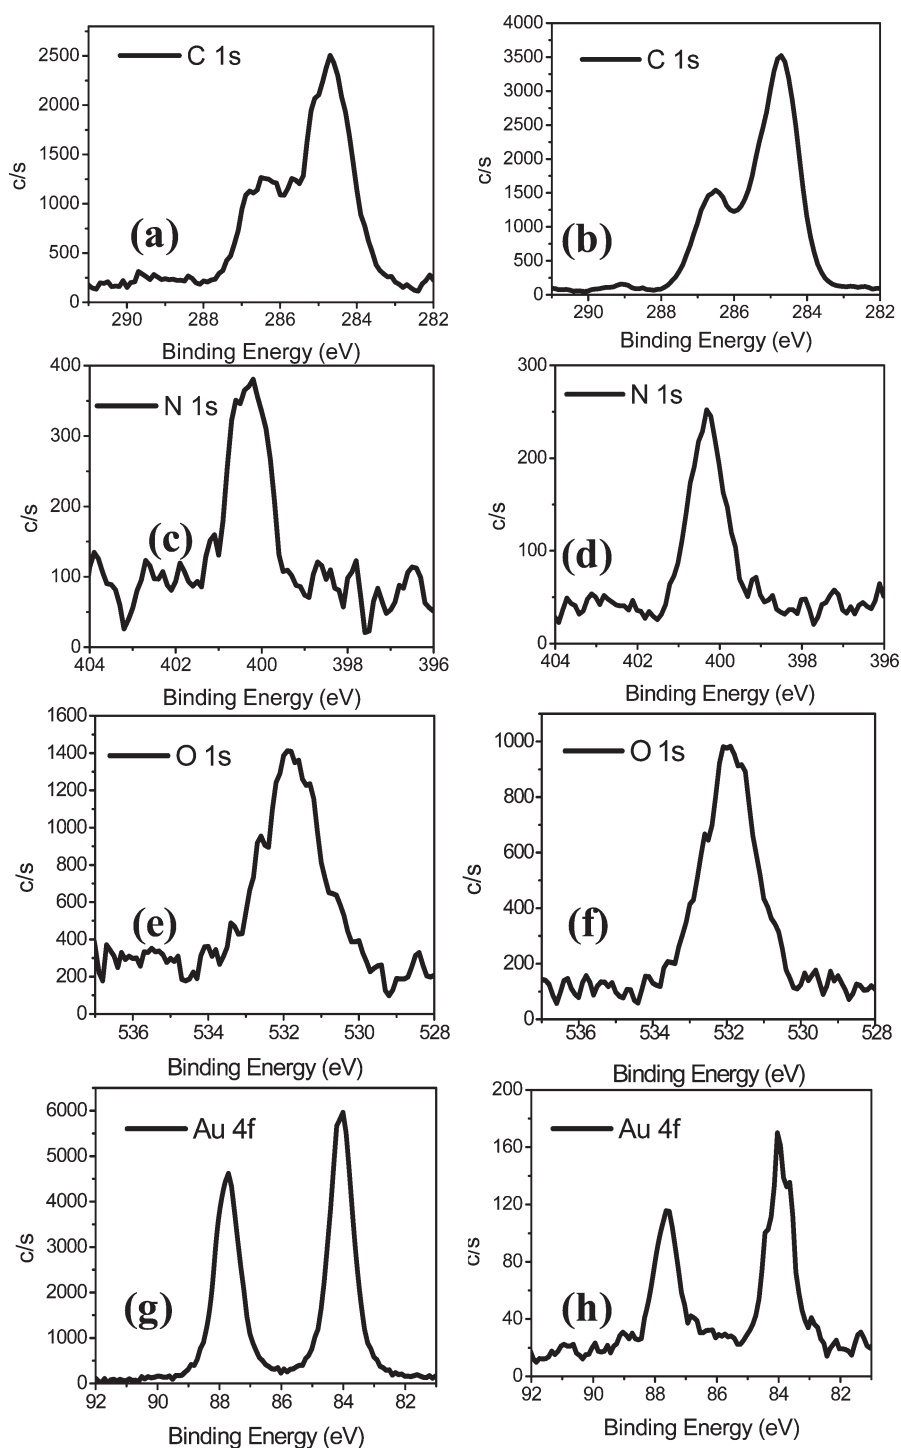 C 1s
(a)
c/s
2500
2000
1500
1000
500
0
290 288 286 284 282
Binding Energy (eV)
C 1s
(b)
c/s
4000
3500
3000
2500
2000
1500
1000
500
0
290 288 286 284 282
Binding Energy (eV)
N 1s
(c)
c/s
400
300
200
100
0
404 402 400 398 396
Binding Energy (eV)
N 1s
(d)
c/s
300
200
100
0
404 402 400 398 396
Binding Energy (eV)
O 1s
(e)
c/s
1600
1400
1200
1000
800
600
400
200
0
536 534 532 530 528
Binding Energy (eV)
O 1s
(f)
c/s
1000
800
600
400
200
0
536 534 532 530 528
Binding Energy (eV)
Au 4f
(g)
c/s
6000
5000
4000
3000
2000
1000
0
92 90 88 86 84 82
Binding Energy (eV)
Au 4f
(h)
c/s
200
160
120
80
40
0
92 90 88 86 84 82
Binding Energy (eV)